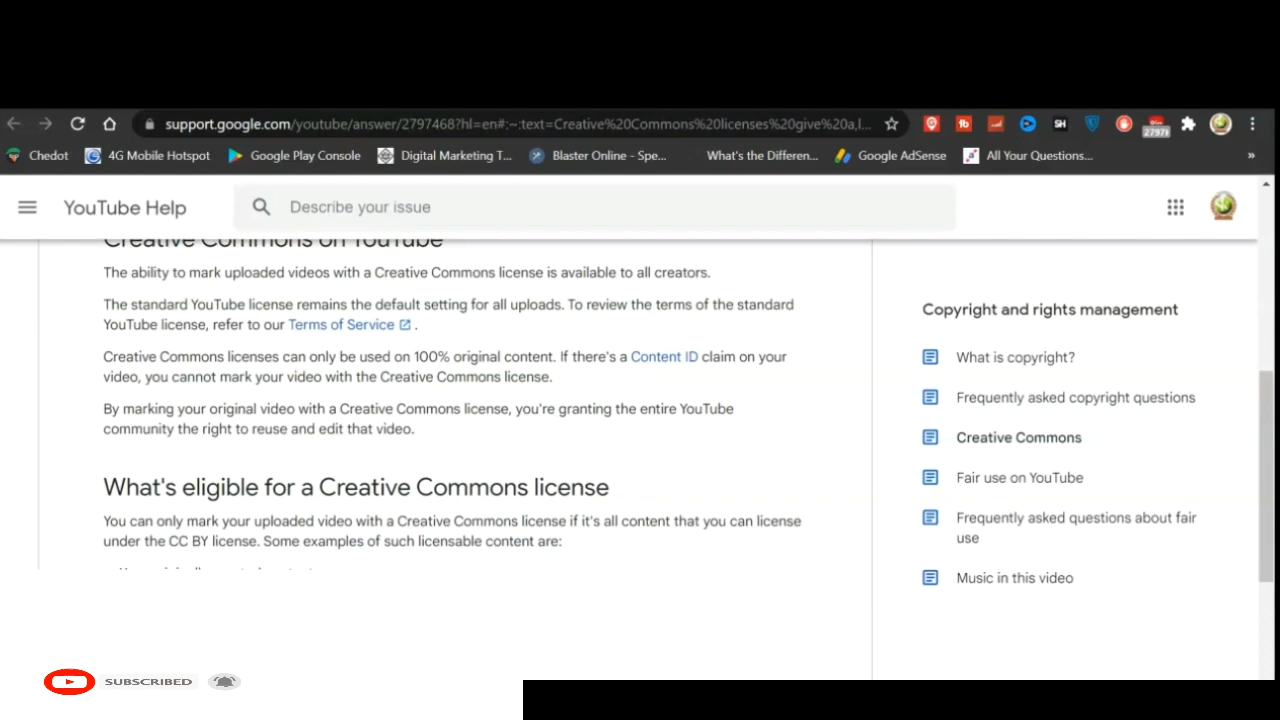 support.google.com/youtube/answer/2797468?hl=en#:~:text=Creative%20Commons%20licenses%20give%20a,l...
SH
Chedot
4G Mobile Hotspot
Google Play Console
Digital Marketing T...
Blaster Online - Spe...
What's the Differen...
Google AdSense
All Your Questions...
»
YouTube Help
Describe your issue
Creative Commons on YouTube
The ability to mark uploaded videos with a Creative Commons license is available to all creators.
The standard YouTube license remains the default setting for all uploads. To review the terms of the standard
YouTube license, refer to our Terms of Service .
Creative Commons licenses can only be used on 100% original content. If there's a Content ID claim on your
video, you cannot mark your video with the Creative Commons license.
By marking your original video with a Creative Commons license, you're granting the entire YouTube
community the right to reuse and edit that video.
What's eligible for a Creative Commons license
You can only mark your uploaded video with a Creative Commons license if it's all content that you can license
under the CC BY license. Some examples of such licensable content are:
Copyright and rights management
What is copyright?
Frequently asked copyright questions
Creative Commons
Fair use on YouTube
Frequently asked questions about fair
use
Music in this video
SUBSCRIBED